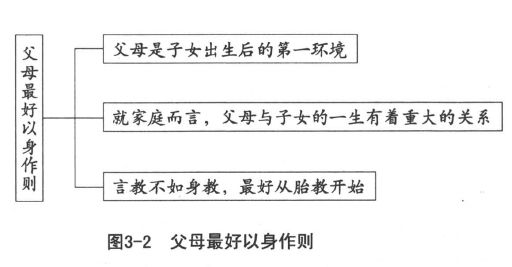 父母最好以身作则
父母是子女出生后的第一环境
就家庭而言，父母与子女的一生有着重大的关系
言教不如身教，最好从胎教开始
图3-2 父母最好以身作则